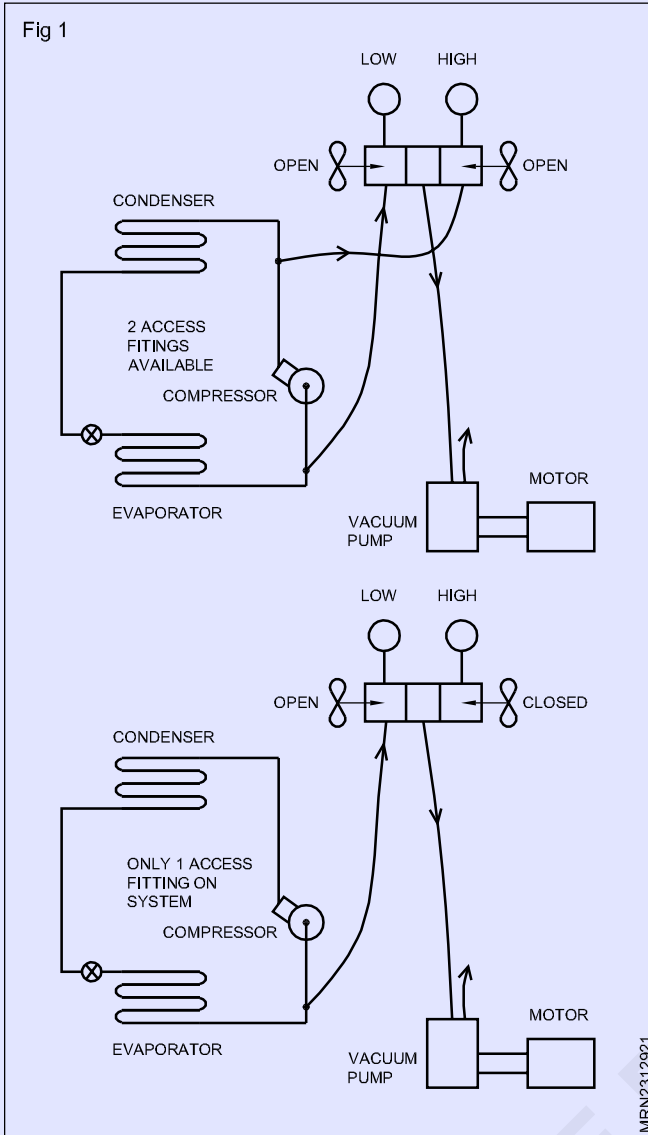 Fig 1
LOW HIGH
OPEN OPEN
CONDENSER
2 ACCESS
FITTINGS
AVAILABLE
COMPRESSOR
EVAPORATOR
MOTOR
VACUUM
PUMP
LOW HIGH
OPEN CLOSED
CONDENSER
ONLY 1 ACCESS
FITTING ON
SYSTEM
COMPRESSOR
EVAPORATOR
MOTOR
VACUUM
PUMP
MRN2312921